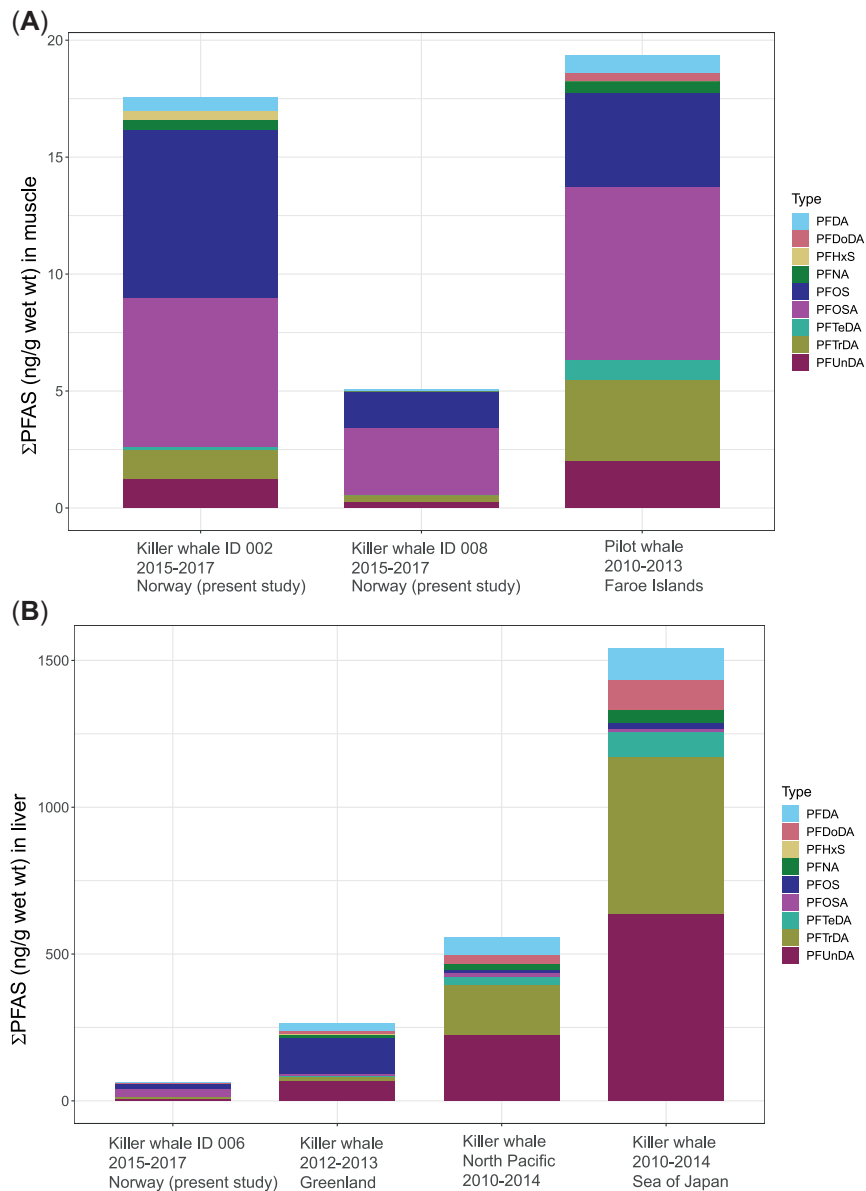 (A)
ΣPFAS (ng/g wet wt) in muscle
20
15
10
5
0
Killer whale ID 002
2015-2017
Norway (present study)
Killer whale ID 008
2015-2017
Norway (present study)
Pilot whale
2010-2013
Faroe Islands
Type
PFDA
PFDoDA
PFHxS
PFNA
PFOS
PFOSA
PFTeDA
PFTrDA
PFUnDA
(B)
ΣPFAS (ng/g wet wt) in liver
1500
1000
500
0
Killer whale ID 006
2015-2017
Norway (present study)
Killer whale
2012-2013
Greenland
Killer whale
North Pacific
2010-2014
Killer whale
2010-2014
Sea of Japan
Type
PFDA
PFDoDA
PFHxS
PFNA
PFOS
PFOSA
PFTeDA
PFTrDA
PFUnDA